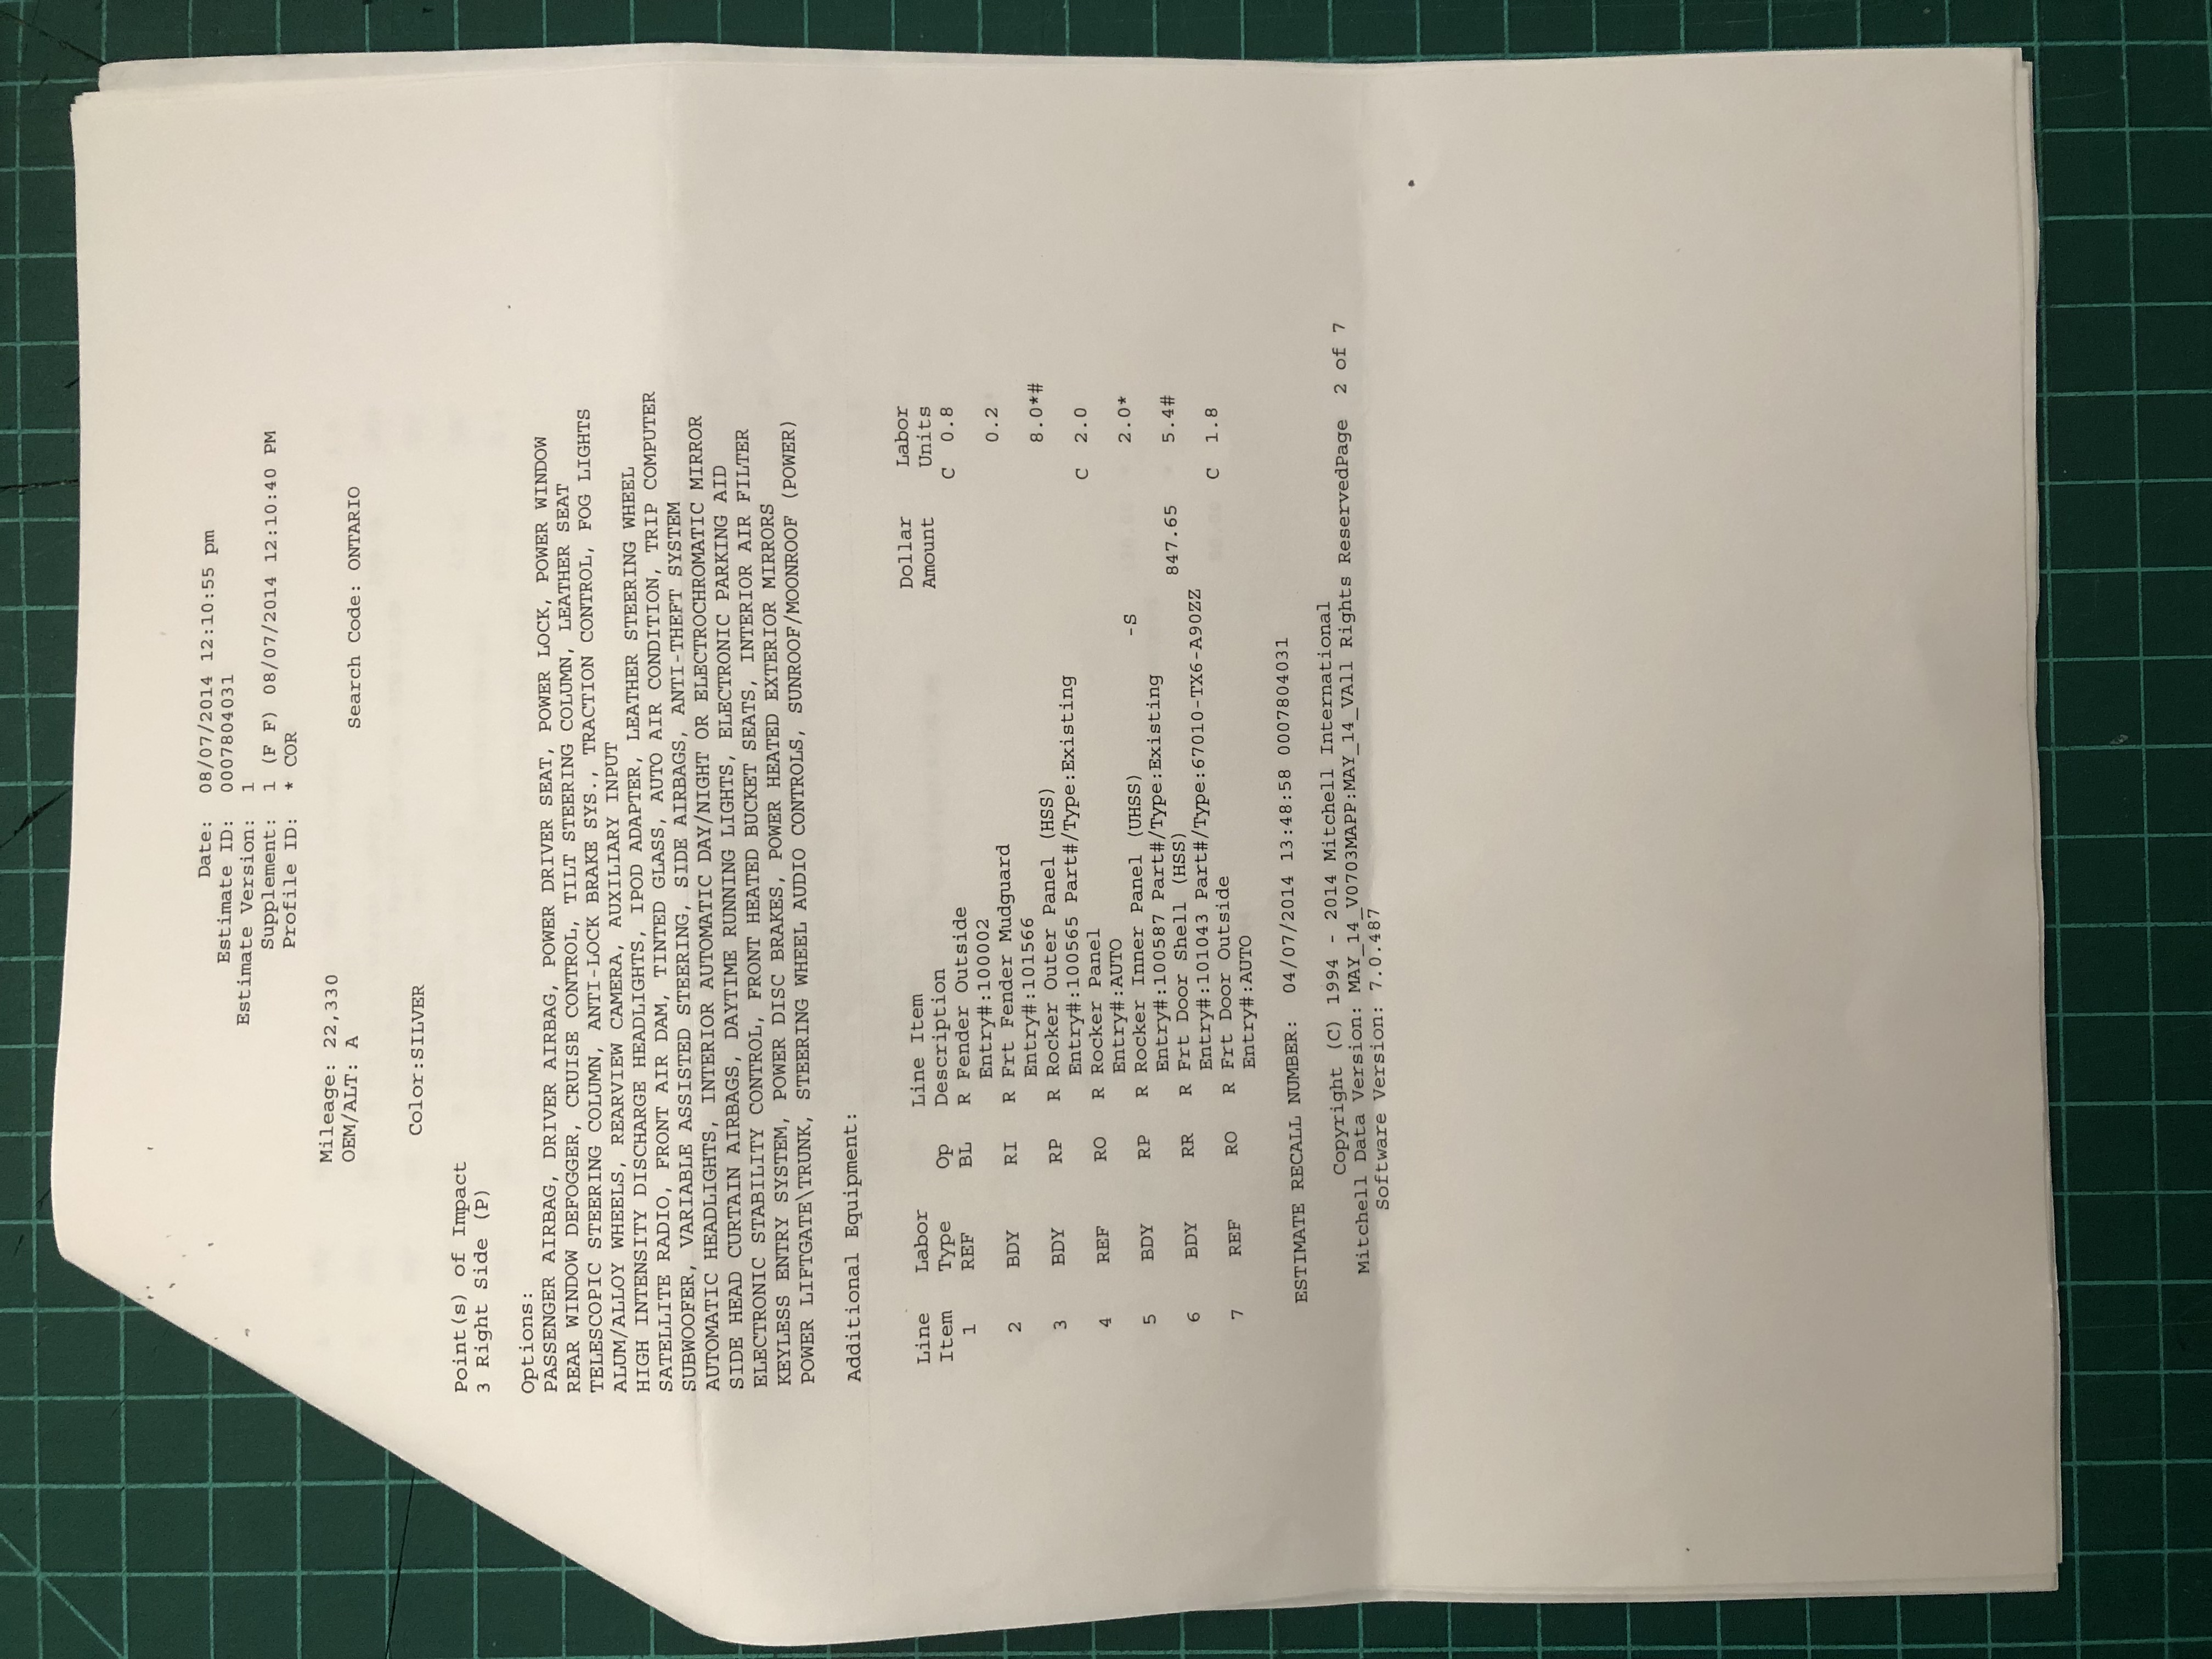 Date: 08/07/2014 12:10:55 pm
Estimate ID: 0007804031
Estimate Version: 1
Supplement: 1 (F F) 08/07/2014 12:10:40 PM
Profile ID: * COR
Mileage: 22,330
OEM/ALT: A Search Code: ONTARIO
Color:SILVER
Point(s) of Impact
3 Right Side (P)
Options:
PASSENGER AIRBAG, DRIVER AIRBAG, POWER DRIVER SEAT, POWER LOCK, POWER WINDOW
REAR WINDOW DEFOGGER, CRUISE CONTROL, TILT STEERING COLUMN, LEATHER SEAT
TELESCOPIC STEERING COLUMN, ANTI-LOCK BRAKE SYS., TRACTION CONTROL, FOG LIGHTS
ALUM/ALLOY WHEELS, REARVIEW CAMERA, AUXILIARY INPUT
HIGH INTENSITY DISCHARGE HEADLIGHTS, IPOD ADAPTER, LEATHER STEERING WHEEL
SATELLITE RADIO, FRONT AIR DAM, TINTED GLASS, AUTO AIR CONDITION, TRIP COMPUTER
SUBWOOFER, VARIABLE ASSISTED STEERING, SIDE AIRBAGS, ANTI-THEFT SYSTEM
AUTOMATIC HEADLIGHTS, INTERIOR AUTOMATIC DAY/NIGHT OR ELECTROCHROMATIC MIRROR
SIDE HEAD CURTAIN AIRBAGS, DAYTIME RUNNING LIGHTS, ELECTRONIC PARKING AID
ELECTRONIC STABILITY CONTROL, FRONT HEATED BUCKET SEATS, INTERIOR AIR FILTER
KEYLESS ENTRY SYSTEM, POWER DISC BRAKES, POWER HEATED EXTERIOR MIRRORS
POWER LIFTGATE\TRUNK, STEERING WHEEL AUDIO CONTROLS, SUNROOF/MOONROOF (POWER)
Additional Equipment:
Line Labor Line Item Dollar Labor
Item Type Op Description Amount Units
1 REF BL R Fender Outside C 0.8
Entry#:100002
2 BDY RI R Frt Fender Mudguard 0.2
Entry#:101566
3 BDY RP R Rocker Outer Panel (HSS) 8.0*#
Entry#:100565 Part#/Type:Existing
4 REF RO R Rocker Panel C 2.0
Entry#:AUTO
5 BDY RP R Rocker Inner Panel (UHSS) -S 2.0*
Entry#:100587 Part#/Type:Existing
6 BDY RR R Frt Door Shell (HSS) 847.65 5.4#
Entry#:101043 Part#/Type:67010-TX6-A90ZZ
7 REF RO R Frt Door Outside C 1.8
Entry#:AUTO
ESTIMATE RECALL NUMBER: 04/07/2014 13:48:58 0007804031
Copyright (C) 1994 - 2014 Mitchell International
Mitchell Data Version: MAY_14_V0703MAPP:MAY_14_VAll Rights ReservedPage 2 of 7
Software Version: 7.0.487